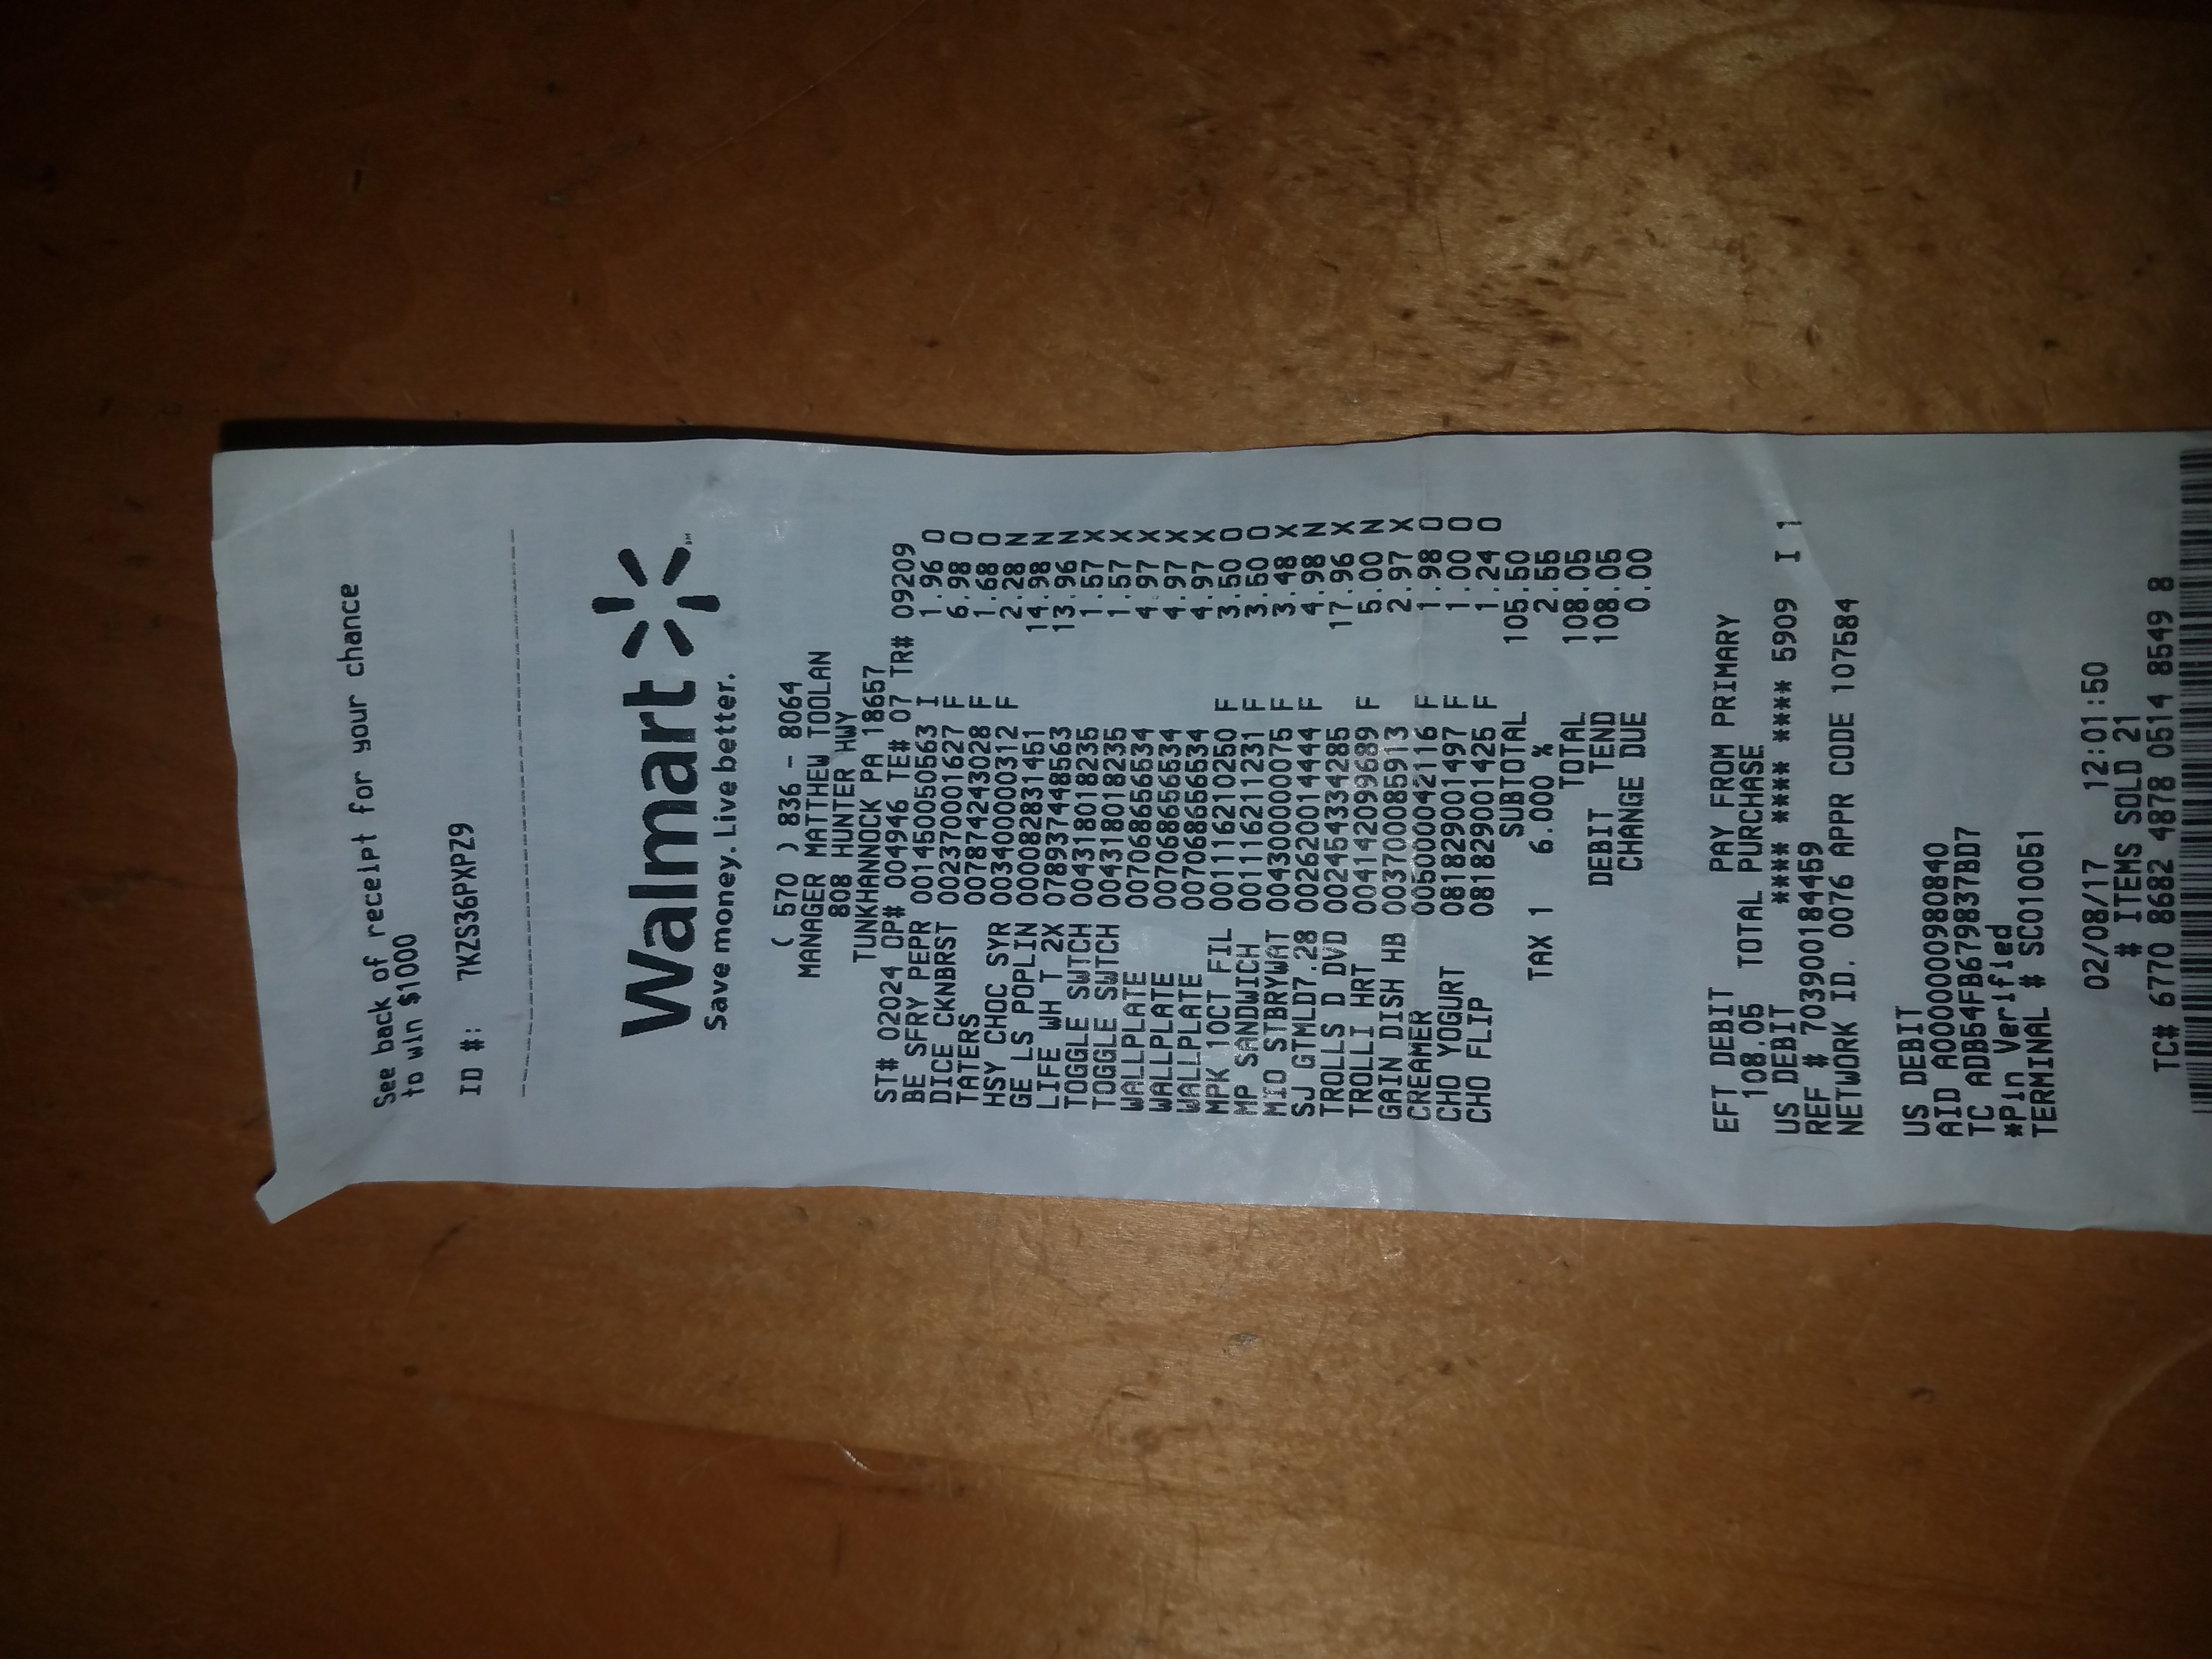 See back of receipt for your chance
to win $1000
ID #: 7KZS36PXPZ9
Walmart
Save money. Live better.
( 570 ) 836 - 8064
MANAGER MATTHEW TOOLAN
808 HUNTER HWY
TUNKHANNOCK PA 18657
ST# 02024 OP# 004946 TE# 07 TR# 09209
BE SFRY PEPR 001450050563 I 1.96 O
DICE CKNBRST 002370001627 F 6.98 O
TATERS 007874243028 F 1.68 O
HSY CHOC SYR 003400000312 F 2.28 N
GE LS POPLIN 000082831451 14.98 N
LIFE WH T 2X 078937448563 13.96 N
TOGGLE SWTCH 004318018235 1.57 X
TOGGLE SWTCH 004318018235 1.57 X
WALLPLATE 007068656534 4.97 X
WALLPLATE 007068656534 4.97 X
WALLPLATE 007068656534 4.97 X
MPK 10CT FIL 001116210250 F 3.50 O
MP SANDWICH 001116211231 F 3.50 O
MIO STBRYWAT 004300000075 F 3.48 X
SJ GTMLD7.28 002620014444 F 4.98 N
TROLLS D DVD 002454334285 17.96 X
TROLLI HRT 004142099689 F 5.00 N
GAIN DISH HB 003700085913 2.97 X
CREAMER 005000042116 F 1.98 O
CHO YOGURT 081829001497 F 1.00 O
CHO FLIP 081829001425 F 1.24 O
SUBTOTAL 105.50
TAX 1 6.000 % 2.55
TOTAL 108.05
DEBIT TEND 108.05
CHANGE DUE 0.00
EFT DEBIT PAY FROM PRIMARY
108.05 TOTAL PURCHASE
US DEBIT **** **** **** 5909 I 1
REF # 703900184459
NETWORK ID. 0076 APPR CODE 107584
US DEBIT
AID A0000000980840
TC ADB54FB679837BD7
*Pin Verified
TERMINAL # SC010051
02/08/17 12:01:50
# ITEMS SOLD 21
TC# 6770 8682 4878 0514 8549 8